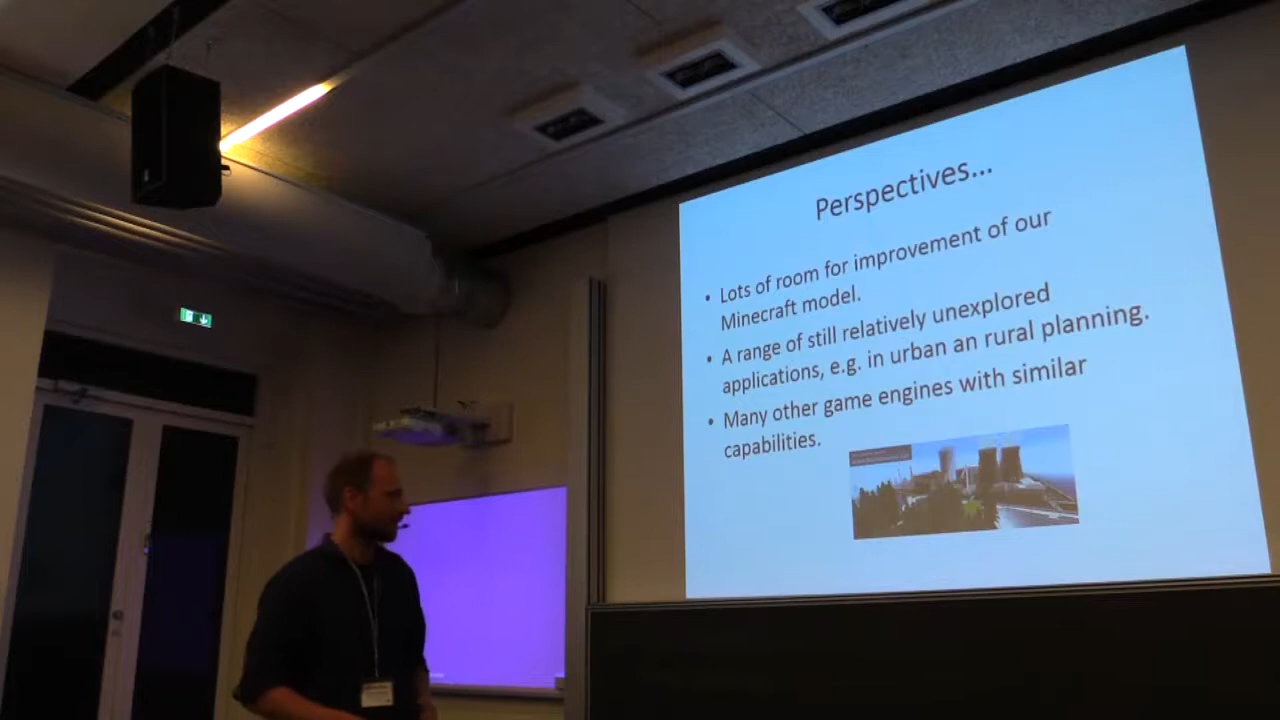 Perspectives...
• Lots of room for improvement of our
Minecraft model.
• A range of still relatively unexplored
applications, e.g. in urban an rural planning.
• Many other game engines with similar
capabilities.